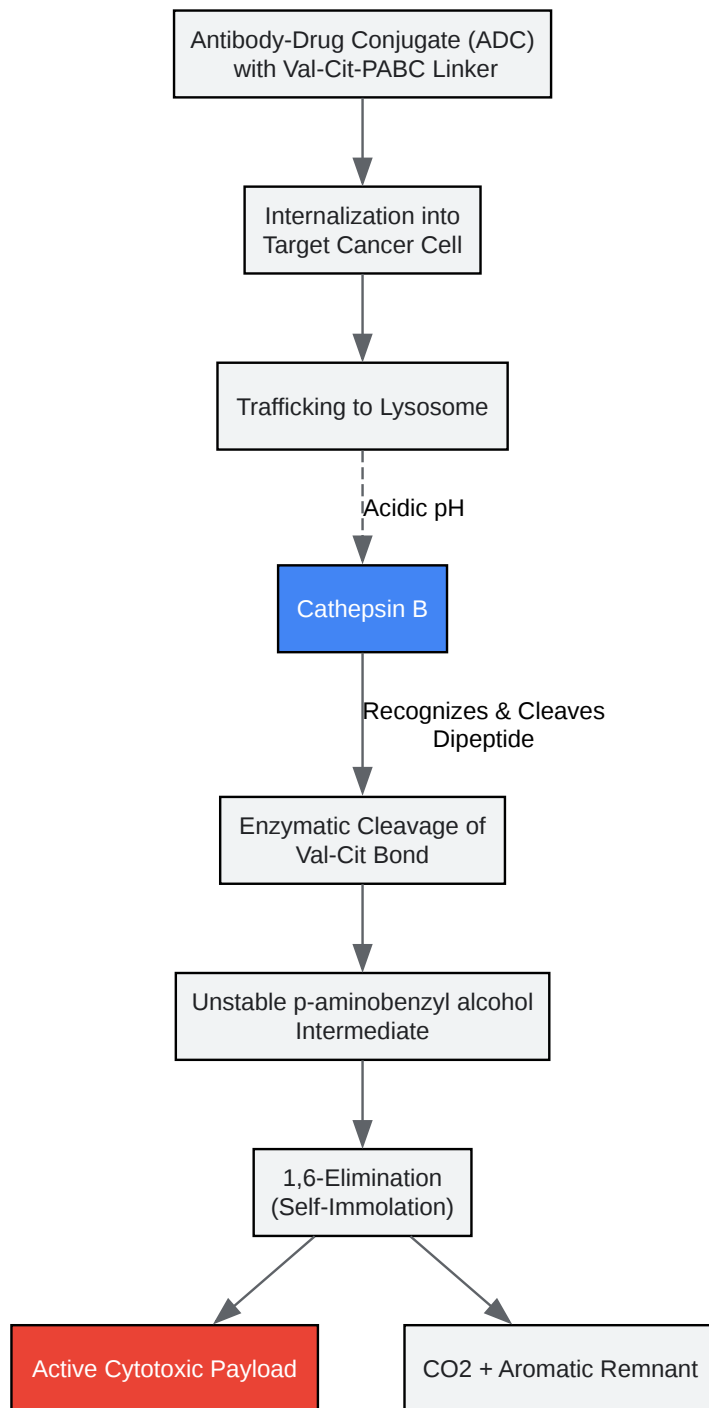 Antibody-Drug Conjugate (ADC)
with Val-Cit-PABC Linker
Internalization into
Target Cancer Cell
Trafficking to Lysosome
Acidic pH
Cathepsin B
Recognizes & Cleaves
Dipeptide
Enzymatic Cleavage of
Val-Cit Bond
Unstable p-aminobenzyl alcohol
Intermediate
1,6-Elimination
(Self-Immolation)
Active Cytotoxic Payload
CO2 + Aromatic Remnant